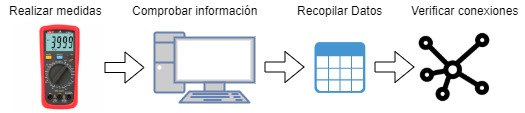 Realizar medidas
Comprobar información
Recopilar Datos
Verificar conexiones
3999